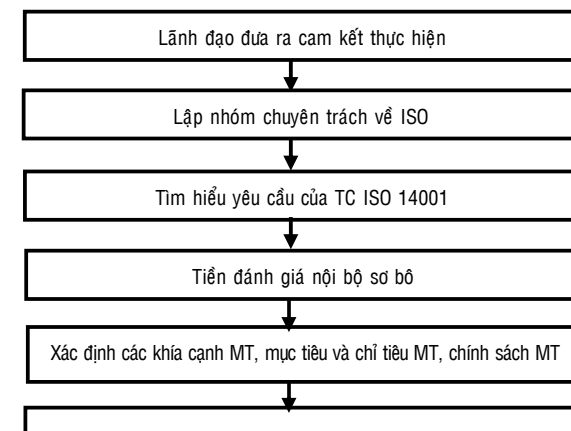 Lãnh đạo đưa ra cam kết thực hiện
Lập nhóm chuyên trách về ISO
Tìm hiểu yêu cầu của TC ISO 14001
Tiền đánh giá nội bộ sơ bô
Xác định các khía cạnh MT, mục tiêu và chỉ tiêu MT, chính sách MT